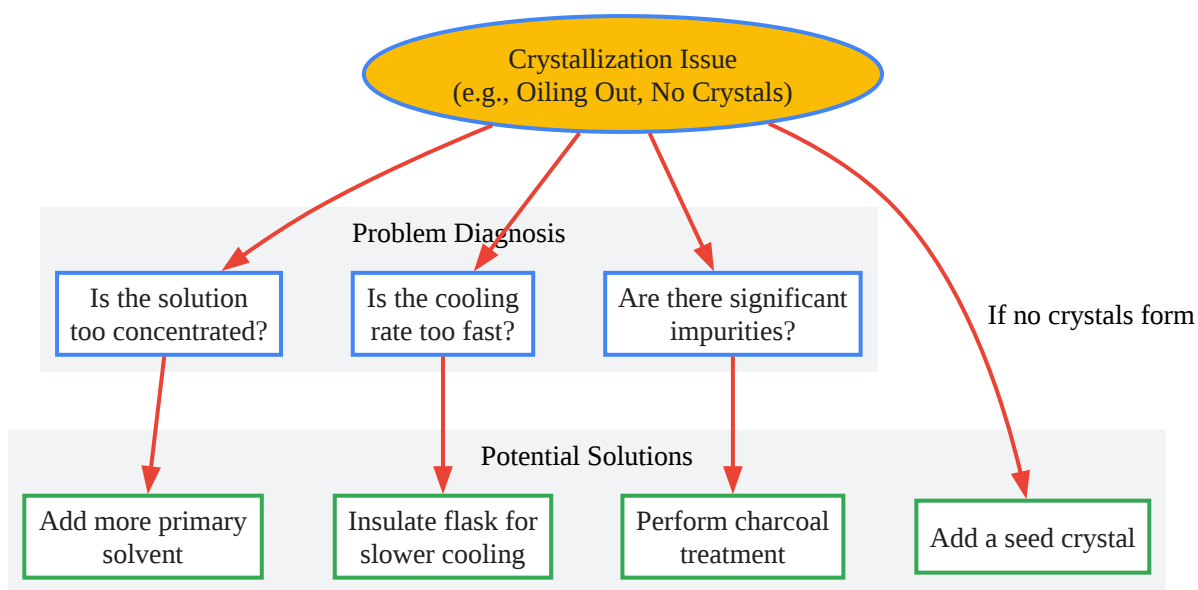 Crystallization Issue
(e.g., Oiling Out, No Crystals)
Problem Diagnosis
Is the solution
too concentrated?
Is the cooling
rate too fast?
Are there significant
impurities?
If no crystals form
Potential Solutions
Add more primary
solvent
Insulate flask for
slower cooling
Perform charcoal
treatment
Add a seed crystal